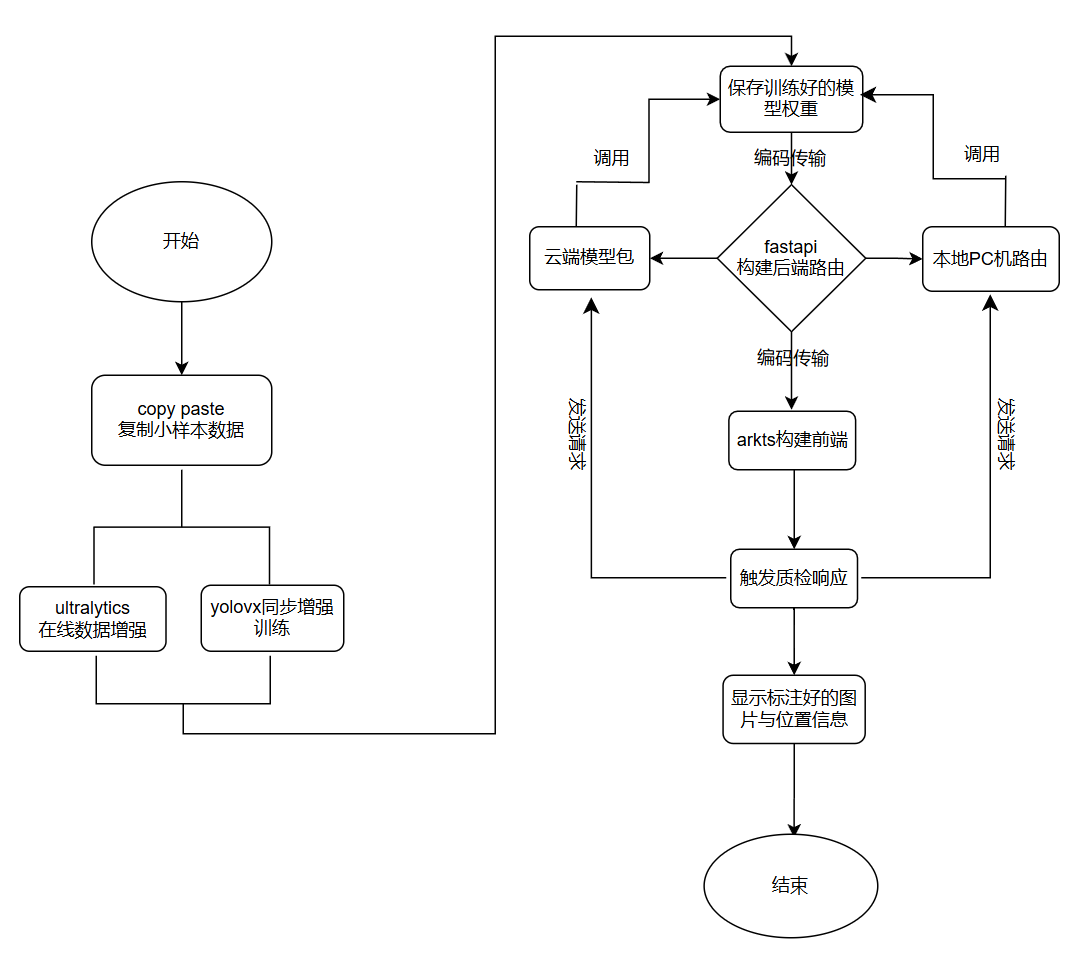 开始
copy paste
复制小样本数据
ultralytics
在线数据增强
yolovx同步增强
训练
保存训练好的模
型权重
调用
编码传输
调用
云端模型包
fastapi
构建后端路由
本地PC机路由
编码传输
发送请求
发送请求
arkts构建前端
触发质检响应
显示标注好的图
片与位置信息
结束